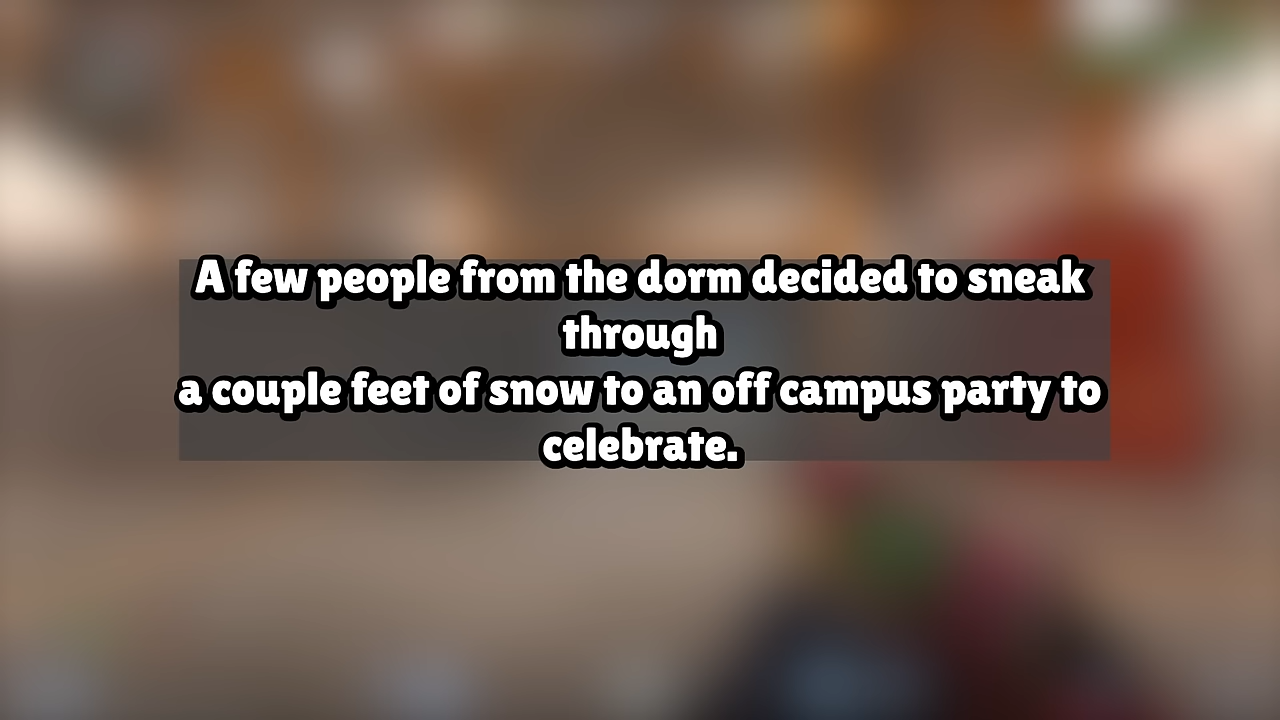 A few people from the dorm decided to sneak
through
a couple feet of snow to an off campus party to
celebrate.